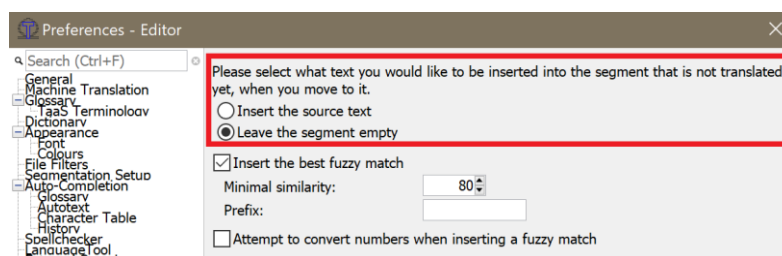 Preferences - Editor
Search (Ctrl+F)
General
Machine Translation
Glossary
TaaS Terminology
Dictionary
Appearance
Font
Colours
File Filters
Segmentation Setup
Auto-Completion
Glossary
Autotext
Character Table
History
Spellchecker
LanguageTool
Please select what text you would like to be inserted into the segment that is not translated
yet, when you move to it.
Insert the source text
Leave the segment empty
Insert the best fuzzy match
Minimal similarity: 80
Prefix:
Attempt to convert numbers when inserting a fuzzy match